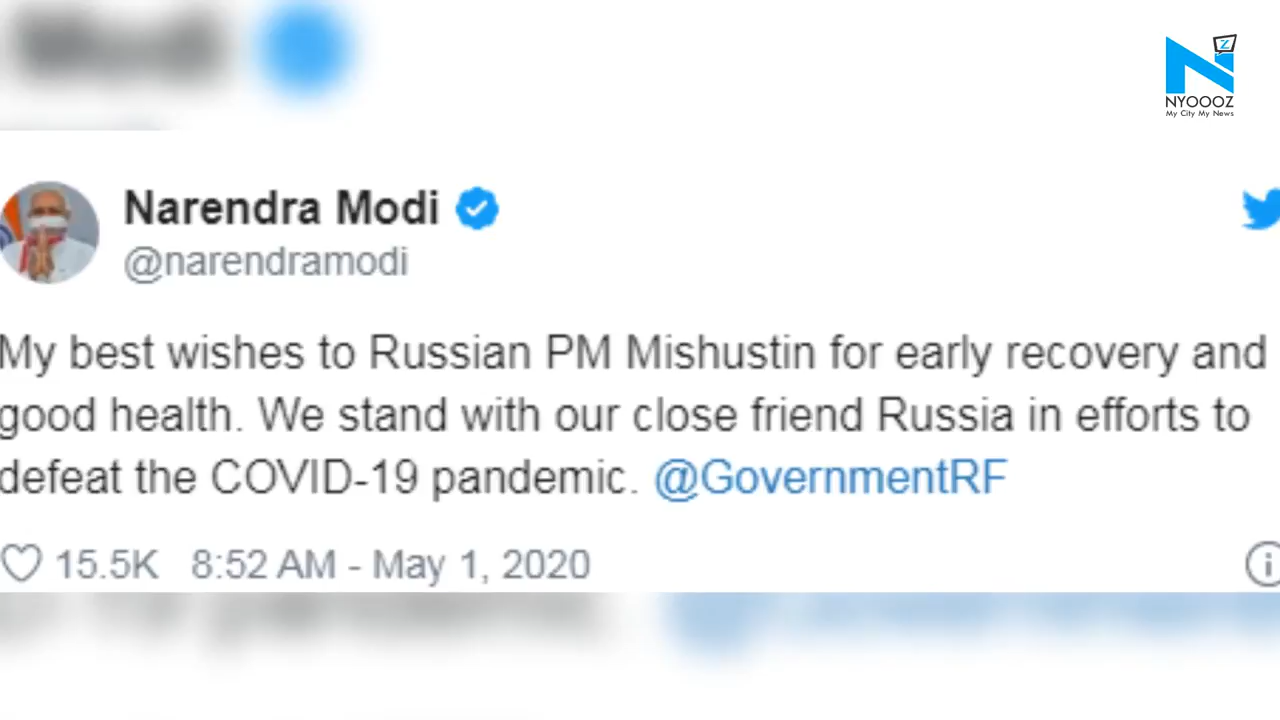 NYOOOZ
My City My News
Narendra Modi
@narendramodi
My best wishes to Russian PM Mishustin for early recovery and
good health. We stand with our close friend Russia in efforts to
defeat the COVID-19 pandemic. @GovernmentRF
15.5K 8:52 AM - May 1, 2020